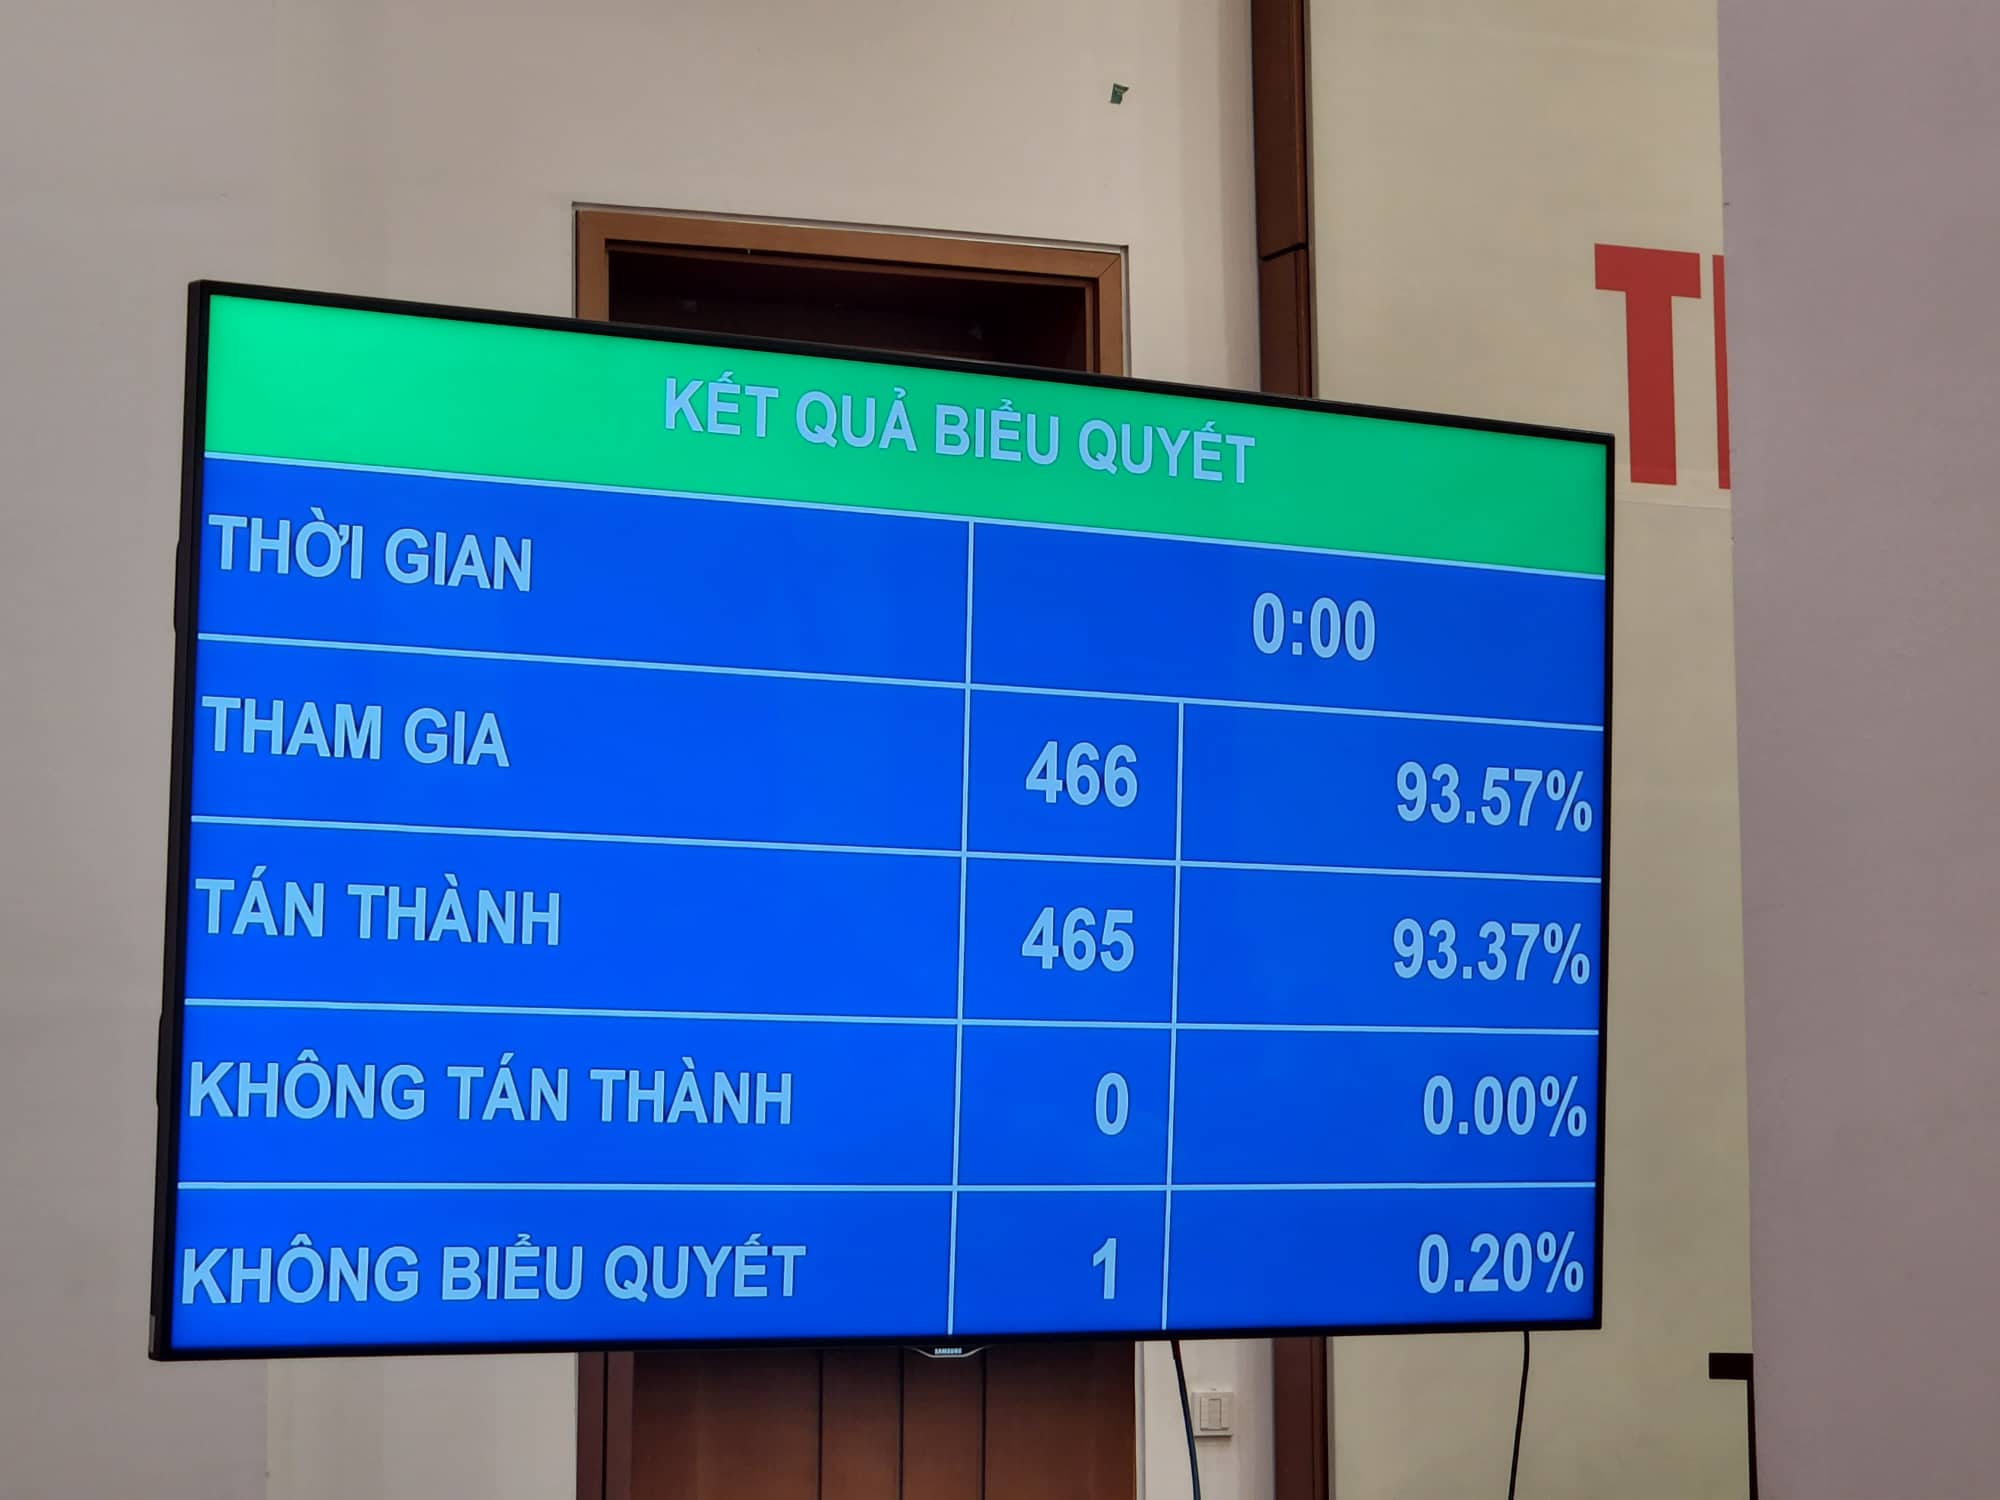 KẾT QUẢ BIỂU QUYẾT
THỜI GIAN 0:00
THAM GIA 466 93.57%
TÁN THÀNH 465 93.37%
KHÔNG TÁN THÀNH 0 0.00%
KHÔNG BIỂU QUYẾT 1 0.20%
SAMSUNG
T